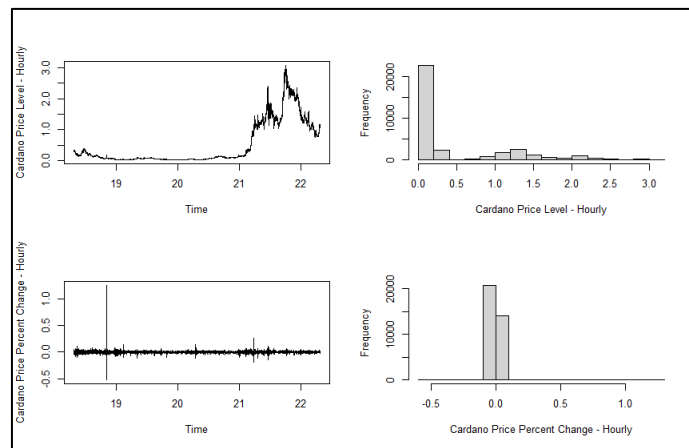 Cardano Price Level - Hourly
0.0 1.0 2.0 3.0
19 20 21 22
Time
Frequency
0 10000 20000
0.0 0.5 1.0 1.5 2.0 2.5 3.0
Cardano Price Level - Hourly
Cardano Price Percent Change - Hourly
-0.5 0.0 0.5 1.0
19 20 21 22
Time
Frequency
0 10000 20000
-0.5 0.0 0.5 1.0
Cardano Price Percent Change - Hourly